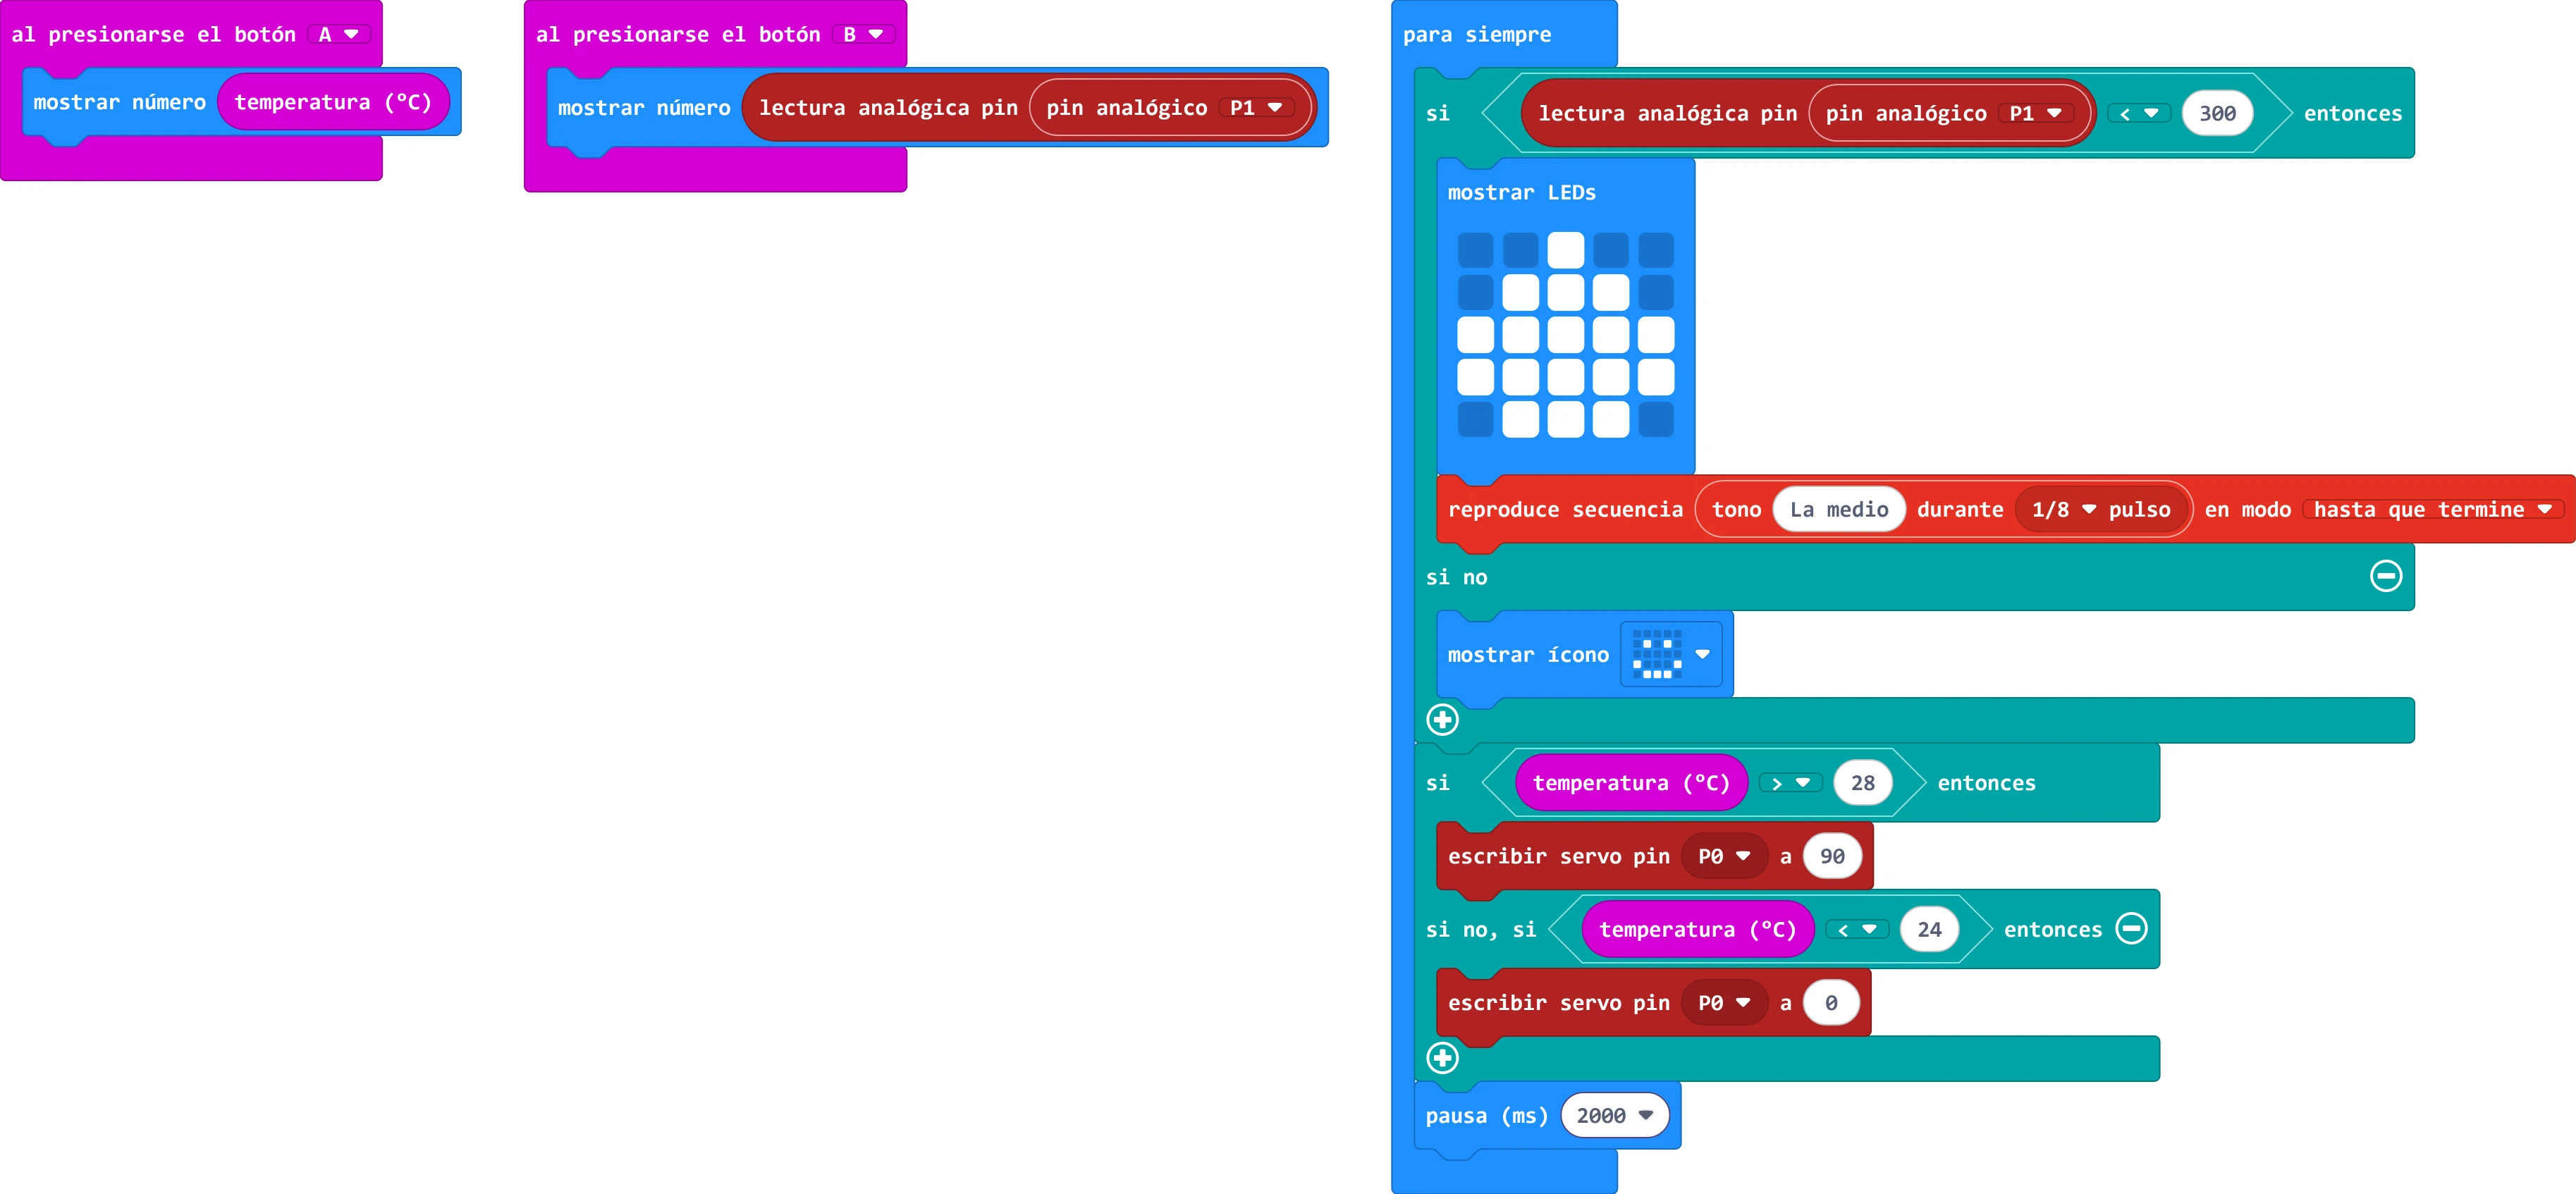 al presionarse el botón A
mostrar número temperatura (ºC)
al presionarse el botón B
mostrar número lectura analógica pin pin analógico P1
para siempre
si lectura analógica pin pin analógico P1 < 300 entonces
mostrar LEDs
reproduce secuencia tono La medio durante 1/8 pulso en modo hasta que termine
si no
mostrar ícono
si temperatura (ºC) > 28 entonces
escribir servo pin P0 a 90
si no, si temperatura (ºC) < 24 entonces
escribir servo pin P0 a 0
pausa (ms) 2000